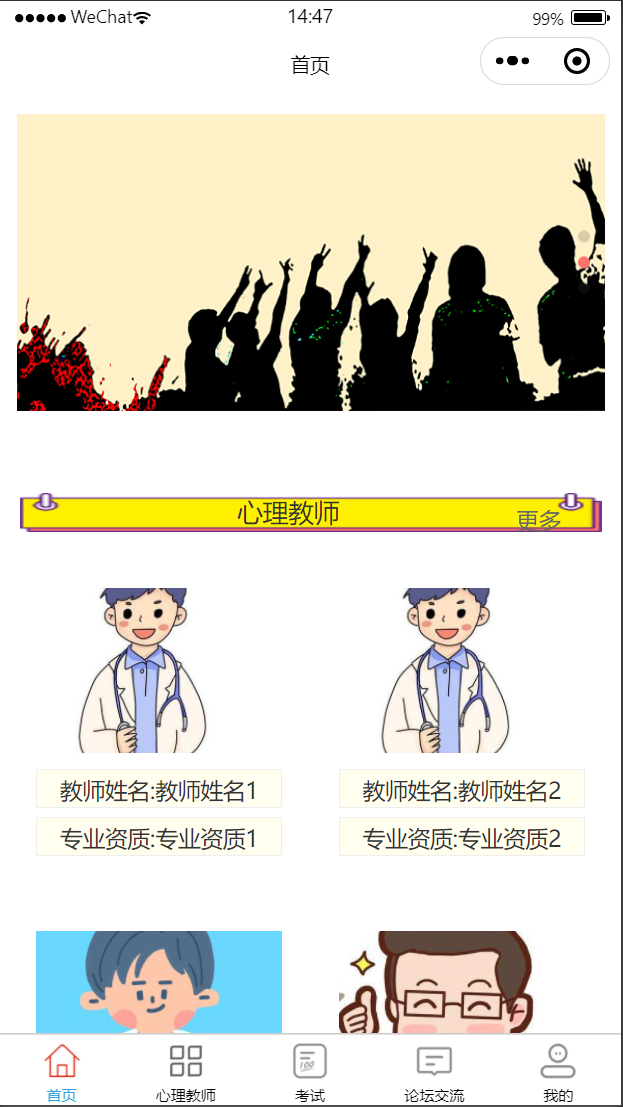 ●●●●● WeChat 14:47 99%
首页
心理教师 更多
教师姓名:教师姓名1 教师姓名:教师姓名2
专业资质:专业资质1 专业资质:专业资质2
首页 心理教师 考试 论坛交流 我的